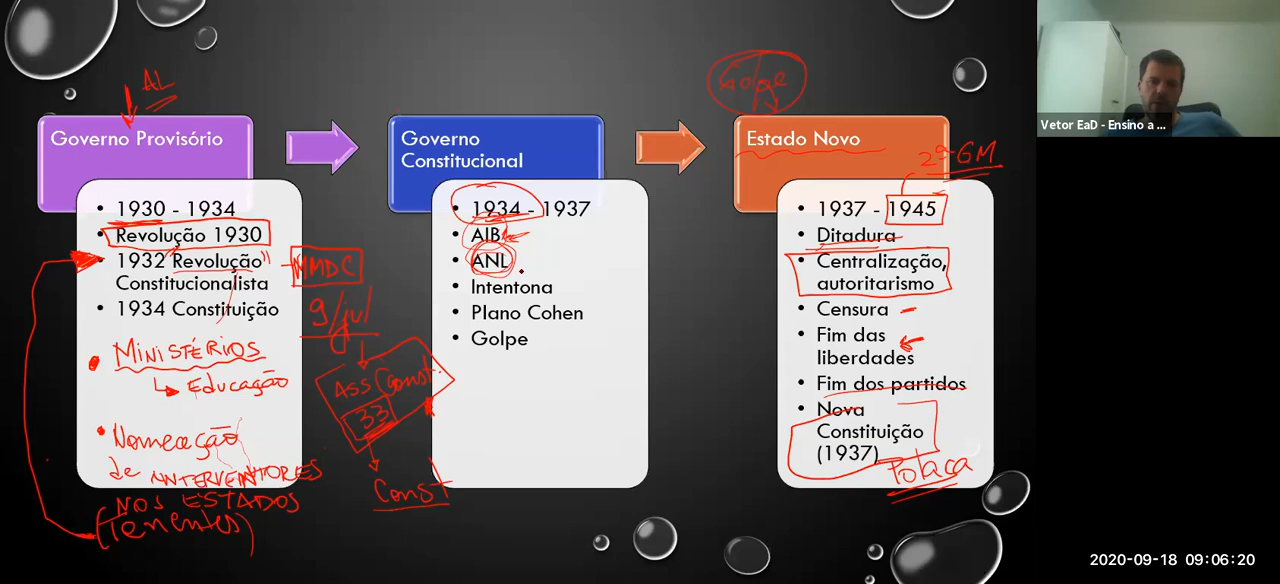 AL
Governo Provisório
• 1930 - 1934
• Revolução 1930
• 1932 "Revolução"
Constitucionalista
• 1934 Constituição
• MINISTÉRIOS
Educação
• Nomeação
de INTERVENTORES
NOS ESTADOS
(Tenentes)
MMDC
9/jul
Ass Const.
33
Const
Governo
Constitucional
• 1934 - 1937
• AIB
• ANL
• Intentona
• Plano Cohen
• Golpe
Golpe
Estado Novo
2ª GM
• 1937 - 1945
• Ditadura
• Centralização,
autoritarismo
• Censura
• Fim das
liberdades
• Fim dos partidos
• Nova
Constituição
(1937)
Polaca
Vetor EaD - Ensino a ...
2020-09-18 09:06:20